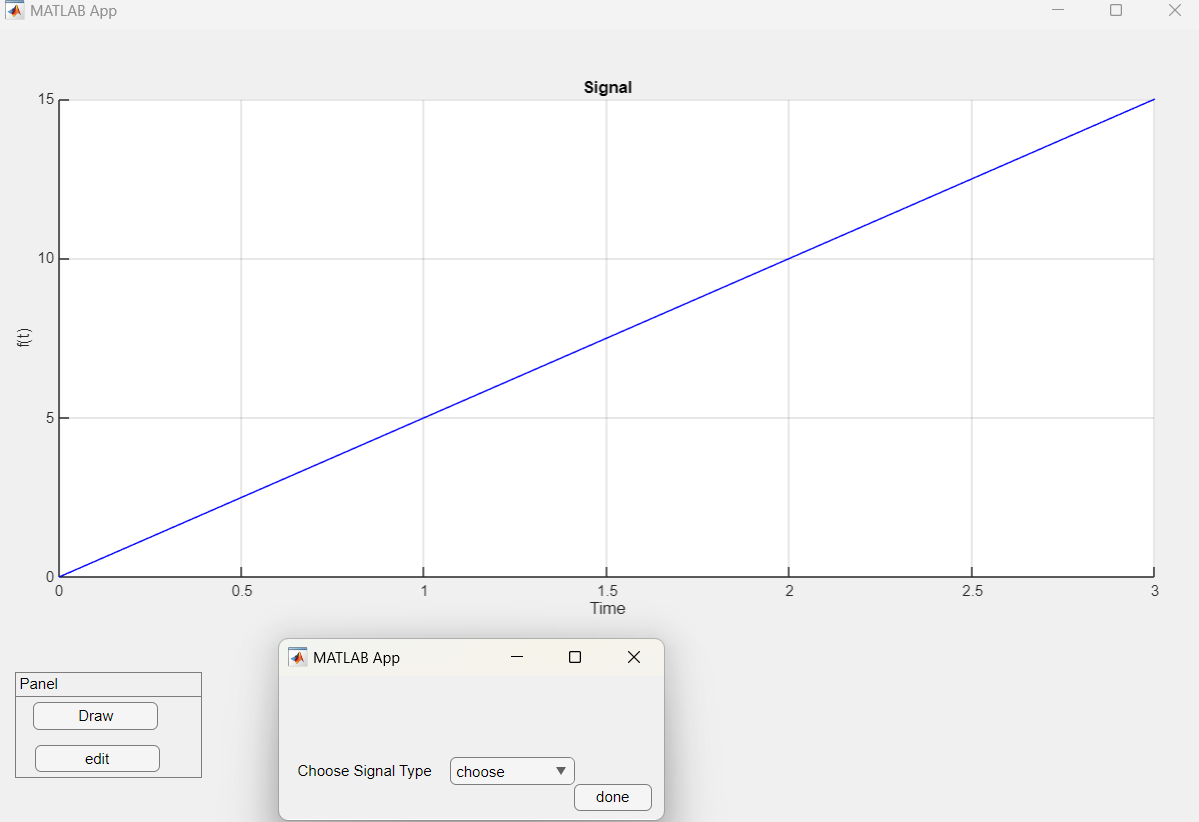 MATLAB App
Signal
15
10
5
0
f(t)
0 0.5 1 1.5 2 2.5 3
Time
MATLAB App
Panel
Draw
edit
Choose Signal Type choose
done